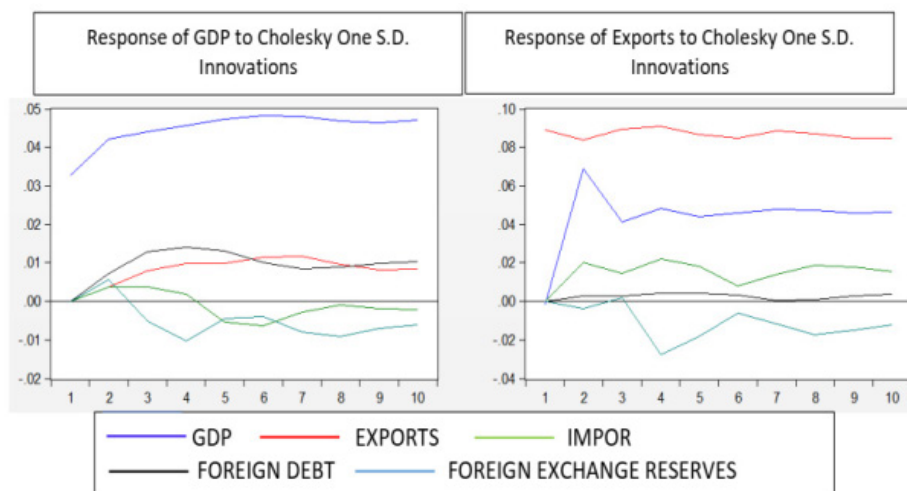 Response of GDP to Cholesky One S.D.
Innovations
Response of Exports to Cholesky One S.D.
Innovations
.05
.04
.03
.02
.01
.00
-.01
-.02
1 2 3 4 5 6 7 8 9 10
.10
.08
.06
.04
.02
.00
-.02
-.04
1 2 3 4 5 6 7 8 9 10
GDP EXPORTS IMPOR
FOREIGN DEBT FOREIGN EXCHANGE RESERVES